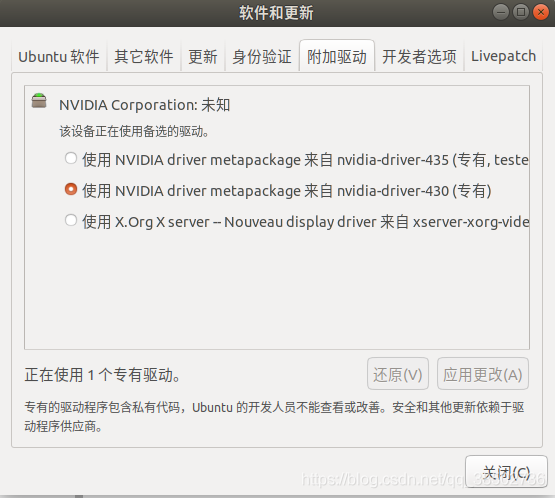 软件和更新
Ubuntu 软件 其它软件 更新 身份验证 附加驱动 开发者选项 Livepatch
NVIDIA Corporation: 未知
该设备正在使用备选的驱动。
使用 NVIDIA driver metapackage 来自 nvidia-driver-435 (专有, teste
使用 NVIDIA driver metapackage 来自 nvidia-driver-430 (专有)
使用 X.Org X server -- Nouveau display driver 来自 xserver-xorg-vide
正在使用 1 个专有驱动。 还原(V) 应用更改(A)
专有的驱动程序包含私有代码，Ubuntu 的开发人员不能查看或改善。安全和其他更新依赖于驱
动程序供应商。
关闭(C)